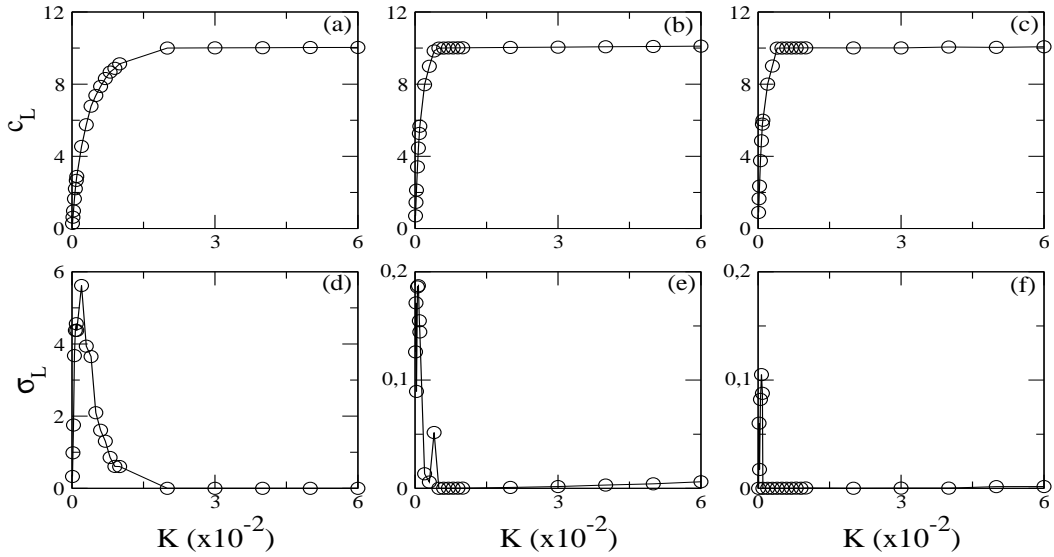 12 (a) 12 (b) 12 (c)
8 8 8
c_L
4 4 4
0 0 0
0 3 6 0 3 6 0 3 6
6 (d) 0,2 (e) 0,2 (f)
4
σ_L 0,1 0,1
2
0 0 0
0 3 6 0 3 6 0 3 6
K (x10^-2) K (x10^-2) K (x10^-2)